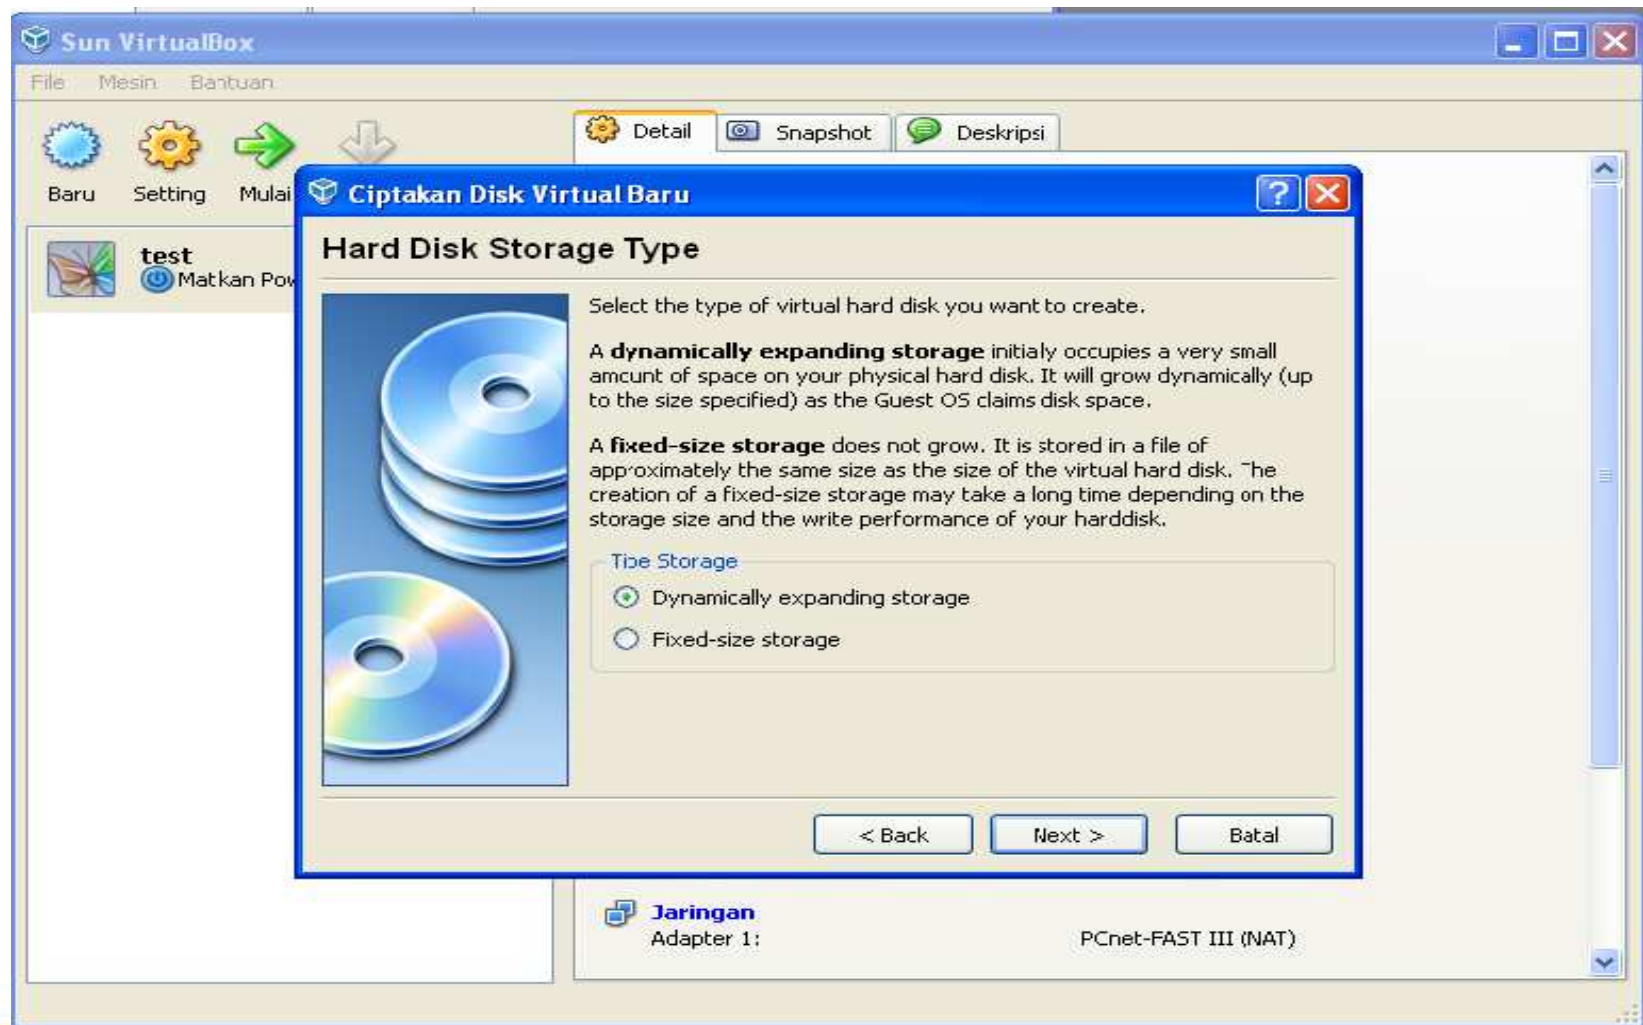 Sun VirtualBox
File Mesin Bantuan
Detail Snapshot Deskripsi
Baru Setting Mulai
test
Matkan Pow
Ciptakan Disk Virtual Baru
Hard Disk Storage Type
Select the type of virtual hard disk you want to create.
A dynamically expanding storage initialy occupies a very small
amount of space on your physical hard disk. It will grow dynamically (up
to the size specified) as the Guest OS claims disk space.
A fixed-size storage does not grow. It is stored in a file of
approximately the same size as the size of the virtual hard disk. The
creation of a fixed-size storage may take a long time depending on the
storage size and the write performance of your harddisk.
Tipe Storage
Dynamically expanding storage
Fixed-size storage
< Back Next > Batal
Jaringan
Adapter 1: PCnet-FAST III (NAT)